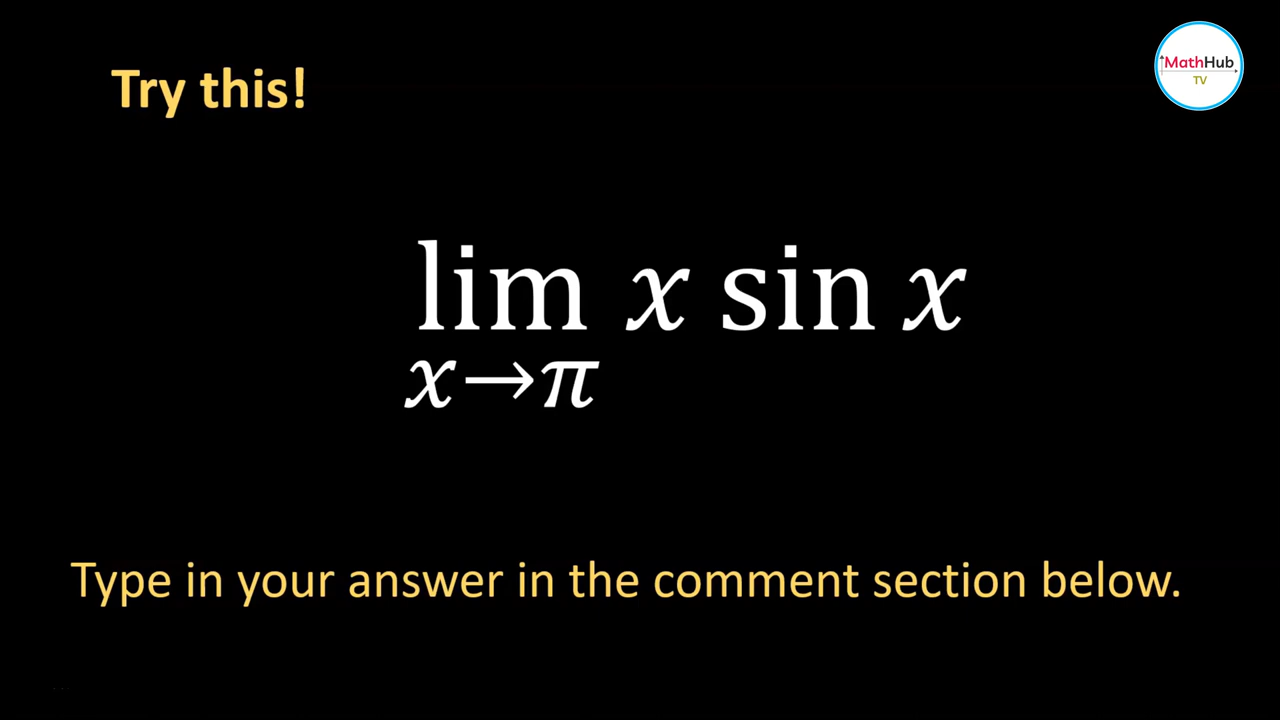 Try this!
MathHub
TV
lim x sin x
x→π
Type in your answer in the comment section below.